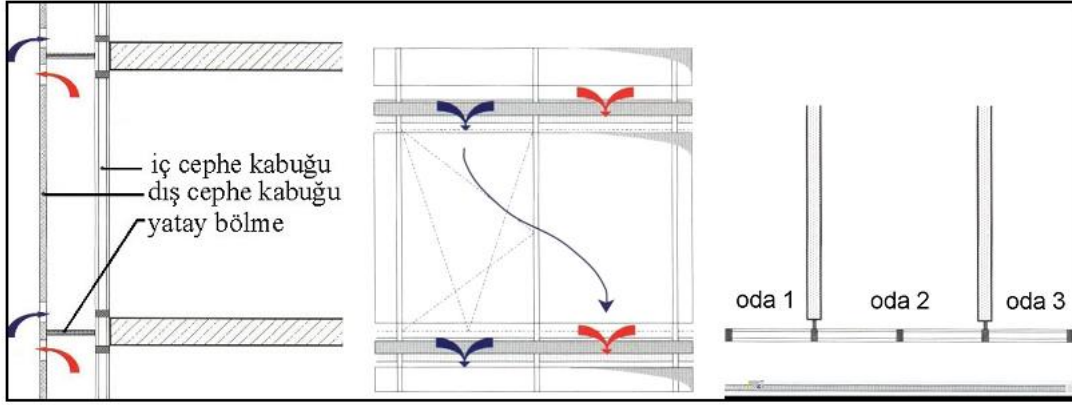 iç cephe kabuğu
dış cephe kabuğu
yatay bölme
oda 1
oda 2
oda 3